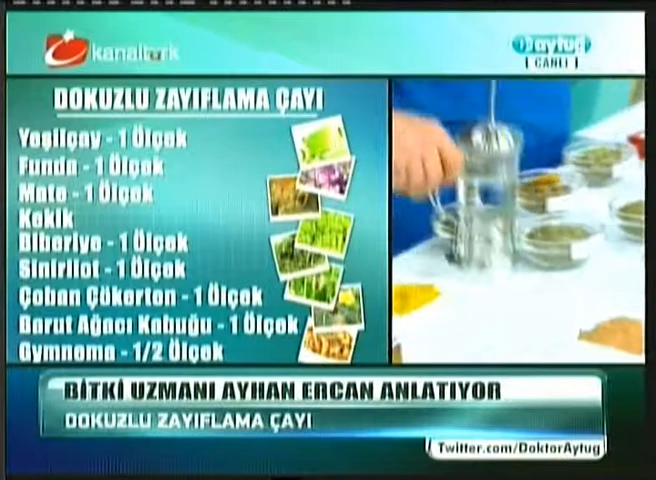 kanaltürk
Daytug
CANLI
DOKUZLU ZAYIFLAMA ÇAYI
Yeşilçay - 1 Ölçek
Funda - 1 Ölçek
Mate - 1 Ölçek
Kekik
Biberiye - 1 Ölçek
Sinirliot - 1 Ölçek
Çoban Çökerten - 1 Ölçek
Barut Ağacı Kabuğu - 1 Ölçek
Gymnema - 1/2 Ölçek
BİTKİ UZMANI AYHAN ERCAN ANLATIYOR
DOKUZLU ZAYIFLAMA ÇAYI
Twitter.com/DoktorAytug